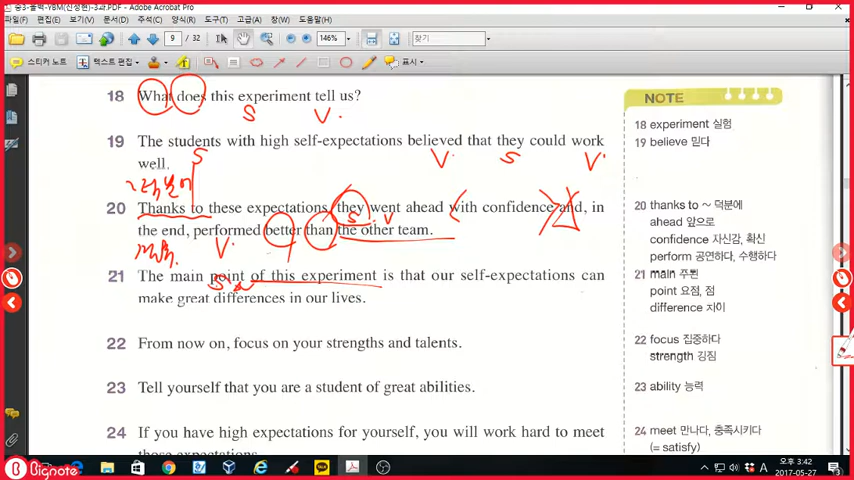 중3-블랙-YBM(신정현)-3과.PDF - Adobe Acrobat Pro
파일(F) 편집(E) 보기(V) 문서(D) 주석(C) 양식(R) 도구(T) 고급(A) 창(W) 도움말(H)
9 / 32 146% 찾기
스티커 노트 텍스트 편집 표시
18 What does this experiment tell us?
S V.
19 The students with high self-expectations believed that they could work
well.
S V. S V.
20 Thanks to these expectations, they went ahead with confidence and, in
S V
the end, performed better than the other team.
V.
21 The main point of this experiment is that our self-expectations can
S
make great differences in our lives.
22 From now on, focus on your strengths and talents.
23 Tell yourself that you are a student of great abilities.
24 If you have high expectations for yourself, you will work hard to meet
those expectations.
NOTE
18 experiment 실험
19 believe 믿다
20 thanks to ~ 덕분에
ahead 앞으로
confidence 자신감, 확신
perform 공연하다, 수행하다
21 main 주된
point 요점, 점
difference 차이
22 focus 집중하다
strength 강점
23 ability 능력
24 meet 만나다, 충족시키다
(= satisfy)
Bignote
A
오후 3:42
2017-05-27